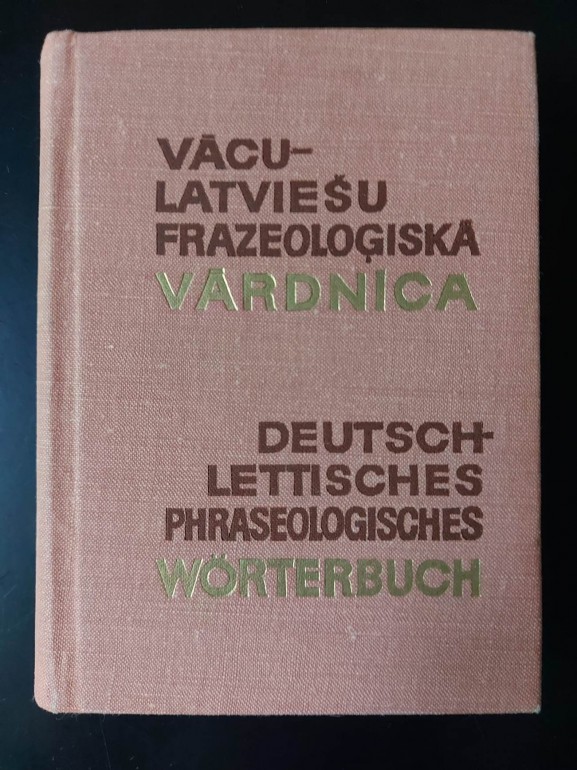 VĀCU-
LATVIEŠU
FRAZEOLOĢISKĀ
VĀRDNĪCA
DEUTSCH-
LETTISCHES
PHRASEOLOGISCHES
WÖRTERBUCH